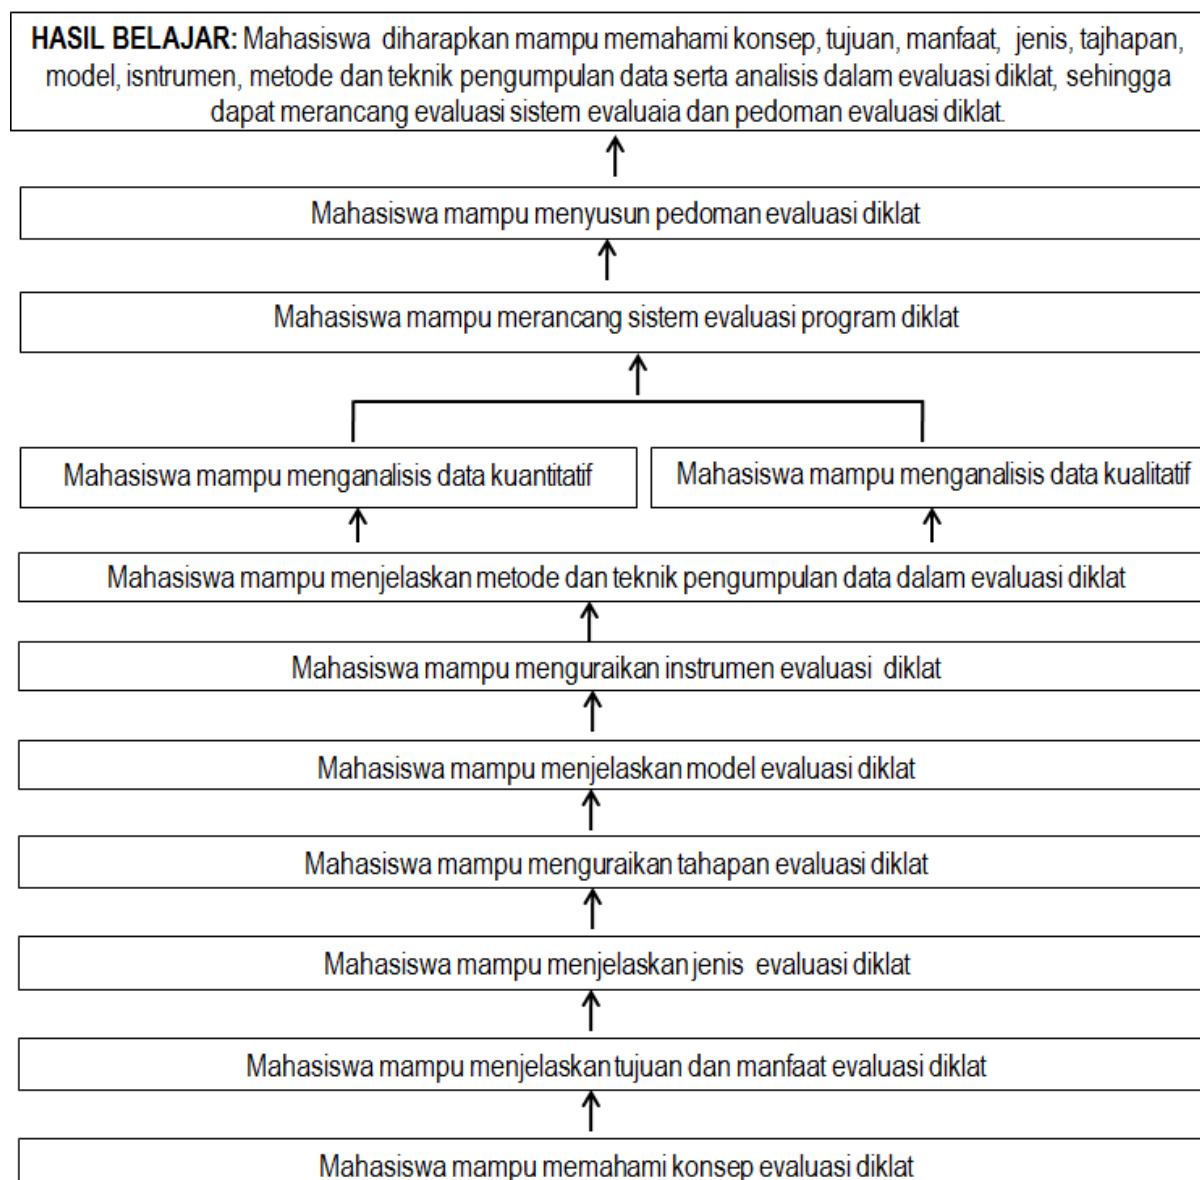 HASIL BELAJAR: Mahasiswa diharapkan mampu memahami konsep, tujuan, manfaat, jenis, tajhapan,
model, isntrumen, metode dan teknik pengumpulan data serta analisis dalam evaluasi diklat, sehingga
dapat merancang evaluasi sistem evaluaia dan pedoman evaluasi diklat.
Mahasiswa mampu menyusun pedoman evaluasi diklat
Mahasiswa mampu merancang sistem evaluasi program diklat
Mahasiswa mampu menganalisis data kuantitatif
Mahasiswa mampu menganalisis data kualitatif
Mahasiswa mampu menjelaskan metode dan teknik pengumpulan data dalam evaluasi diklat
Mahasiswa mampu menguraikan instrumen evaluasi diklat
Mahasiswa mampu menjelaskan model evaluasi diklat
Mahasiswa mampu menguraikan tahapan evaluasi diklat
Mahasiswa mampu menjelaskan jenis evaluasi diklat
Mahasiswa mampu menjelaskan tujuan dan manfaat evaluasi diklat
Mahasiswa mampu memahami konsep evaluasi diklat